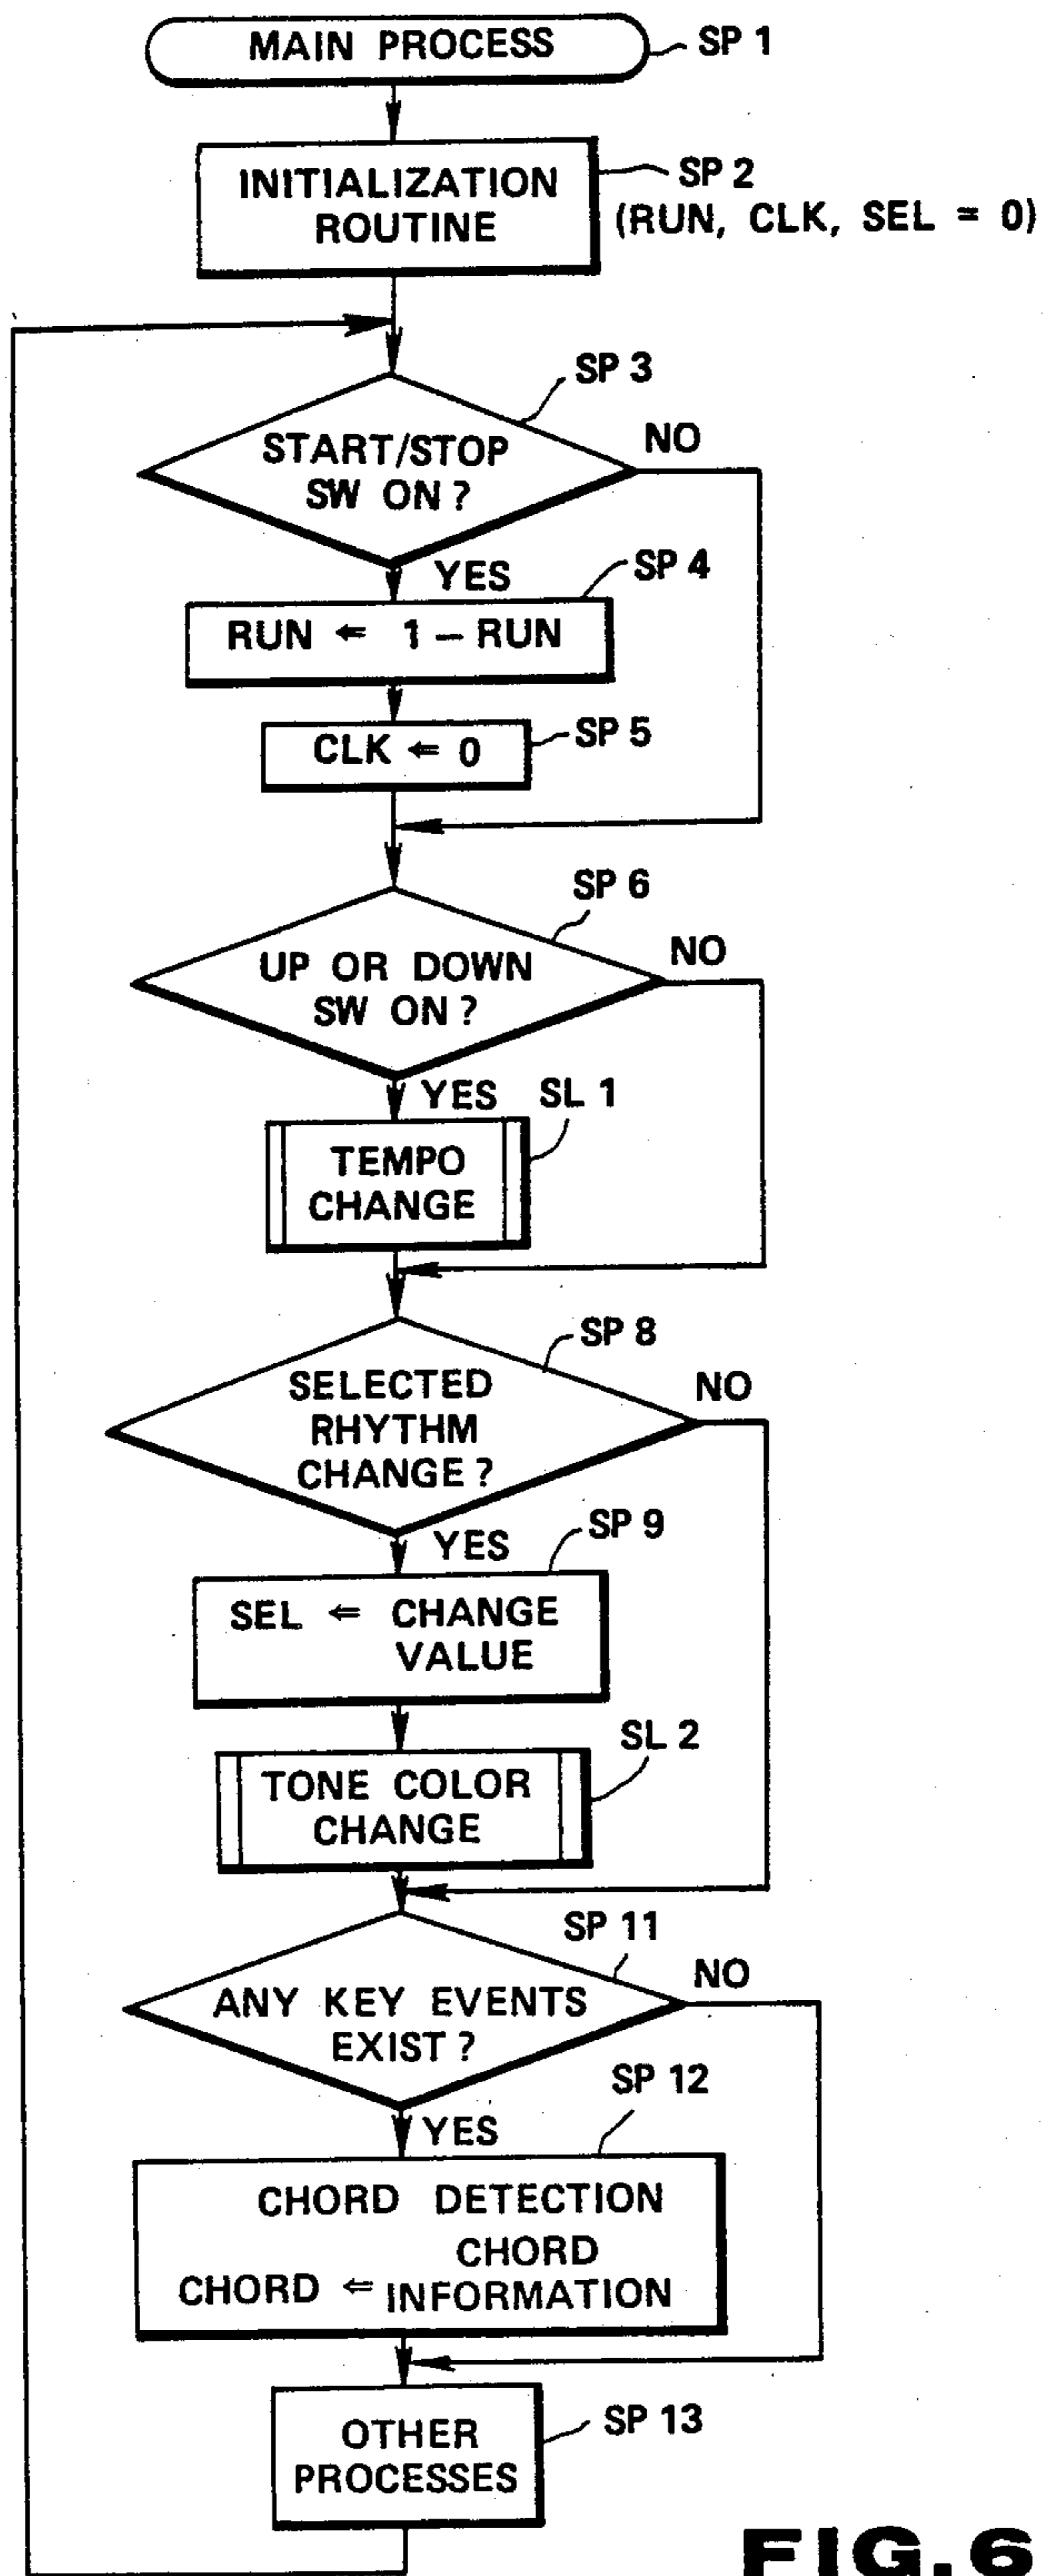 MAIN PROCESS
SP 1
INITIALIZATION
ROUTINE
SP 2
(RUN, CLK, SEL = 0)
SP 3
START/STOP
SW ON ?
NO
YES
SP 4
RUN ⇐ 1 – RUN
CLK ⇐ 0
SP 5
SP 6
UP OR DOWN
SW ON ?
NO
YES
SL 1
TEMPO
CHANGE
SP 8
SELECTED
RHYTHM
CHANGE ?
NO
YES
SP 9
SEL ⇐ CHANGE
VALUE
SL 2
TONE COLOR
CHANGE
SP 11
ANY KEY EVENTS
EXIST ?
NO
YES
SP 12
CHORD DETECTION
CHORD
CHORD ⇐ INFORMATION
OTHER
PROCESSES
SP 13
FIG.6